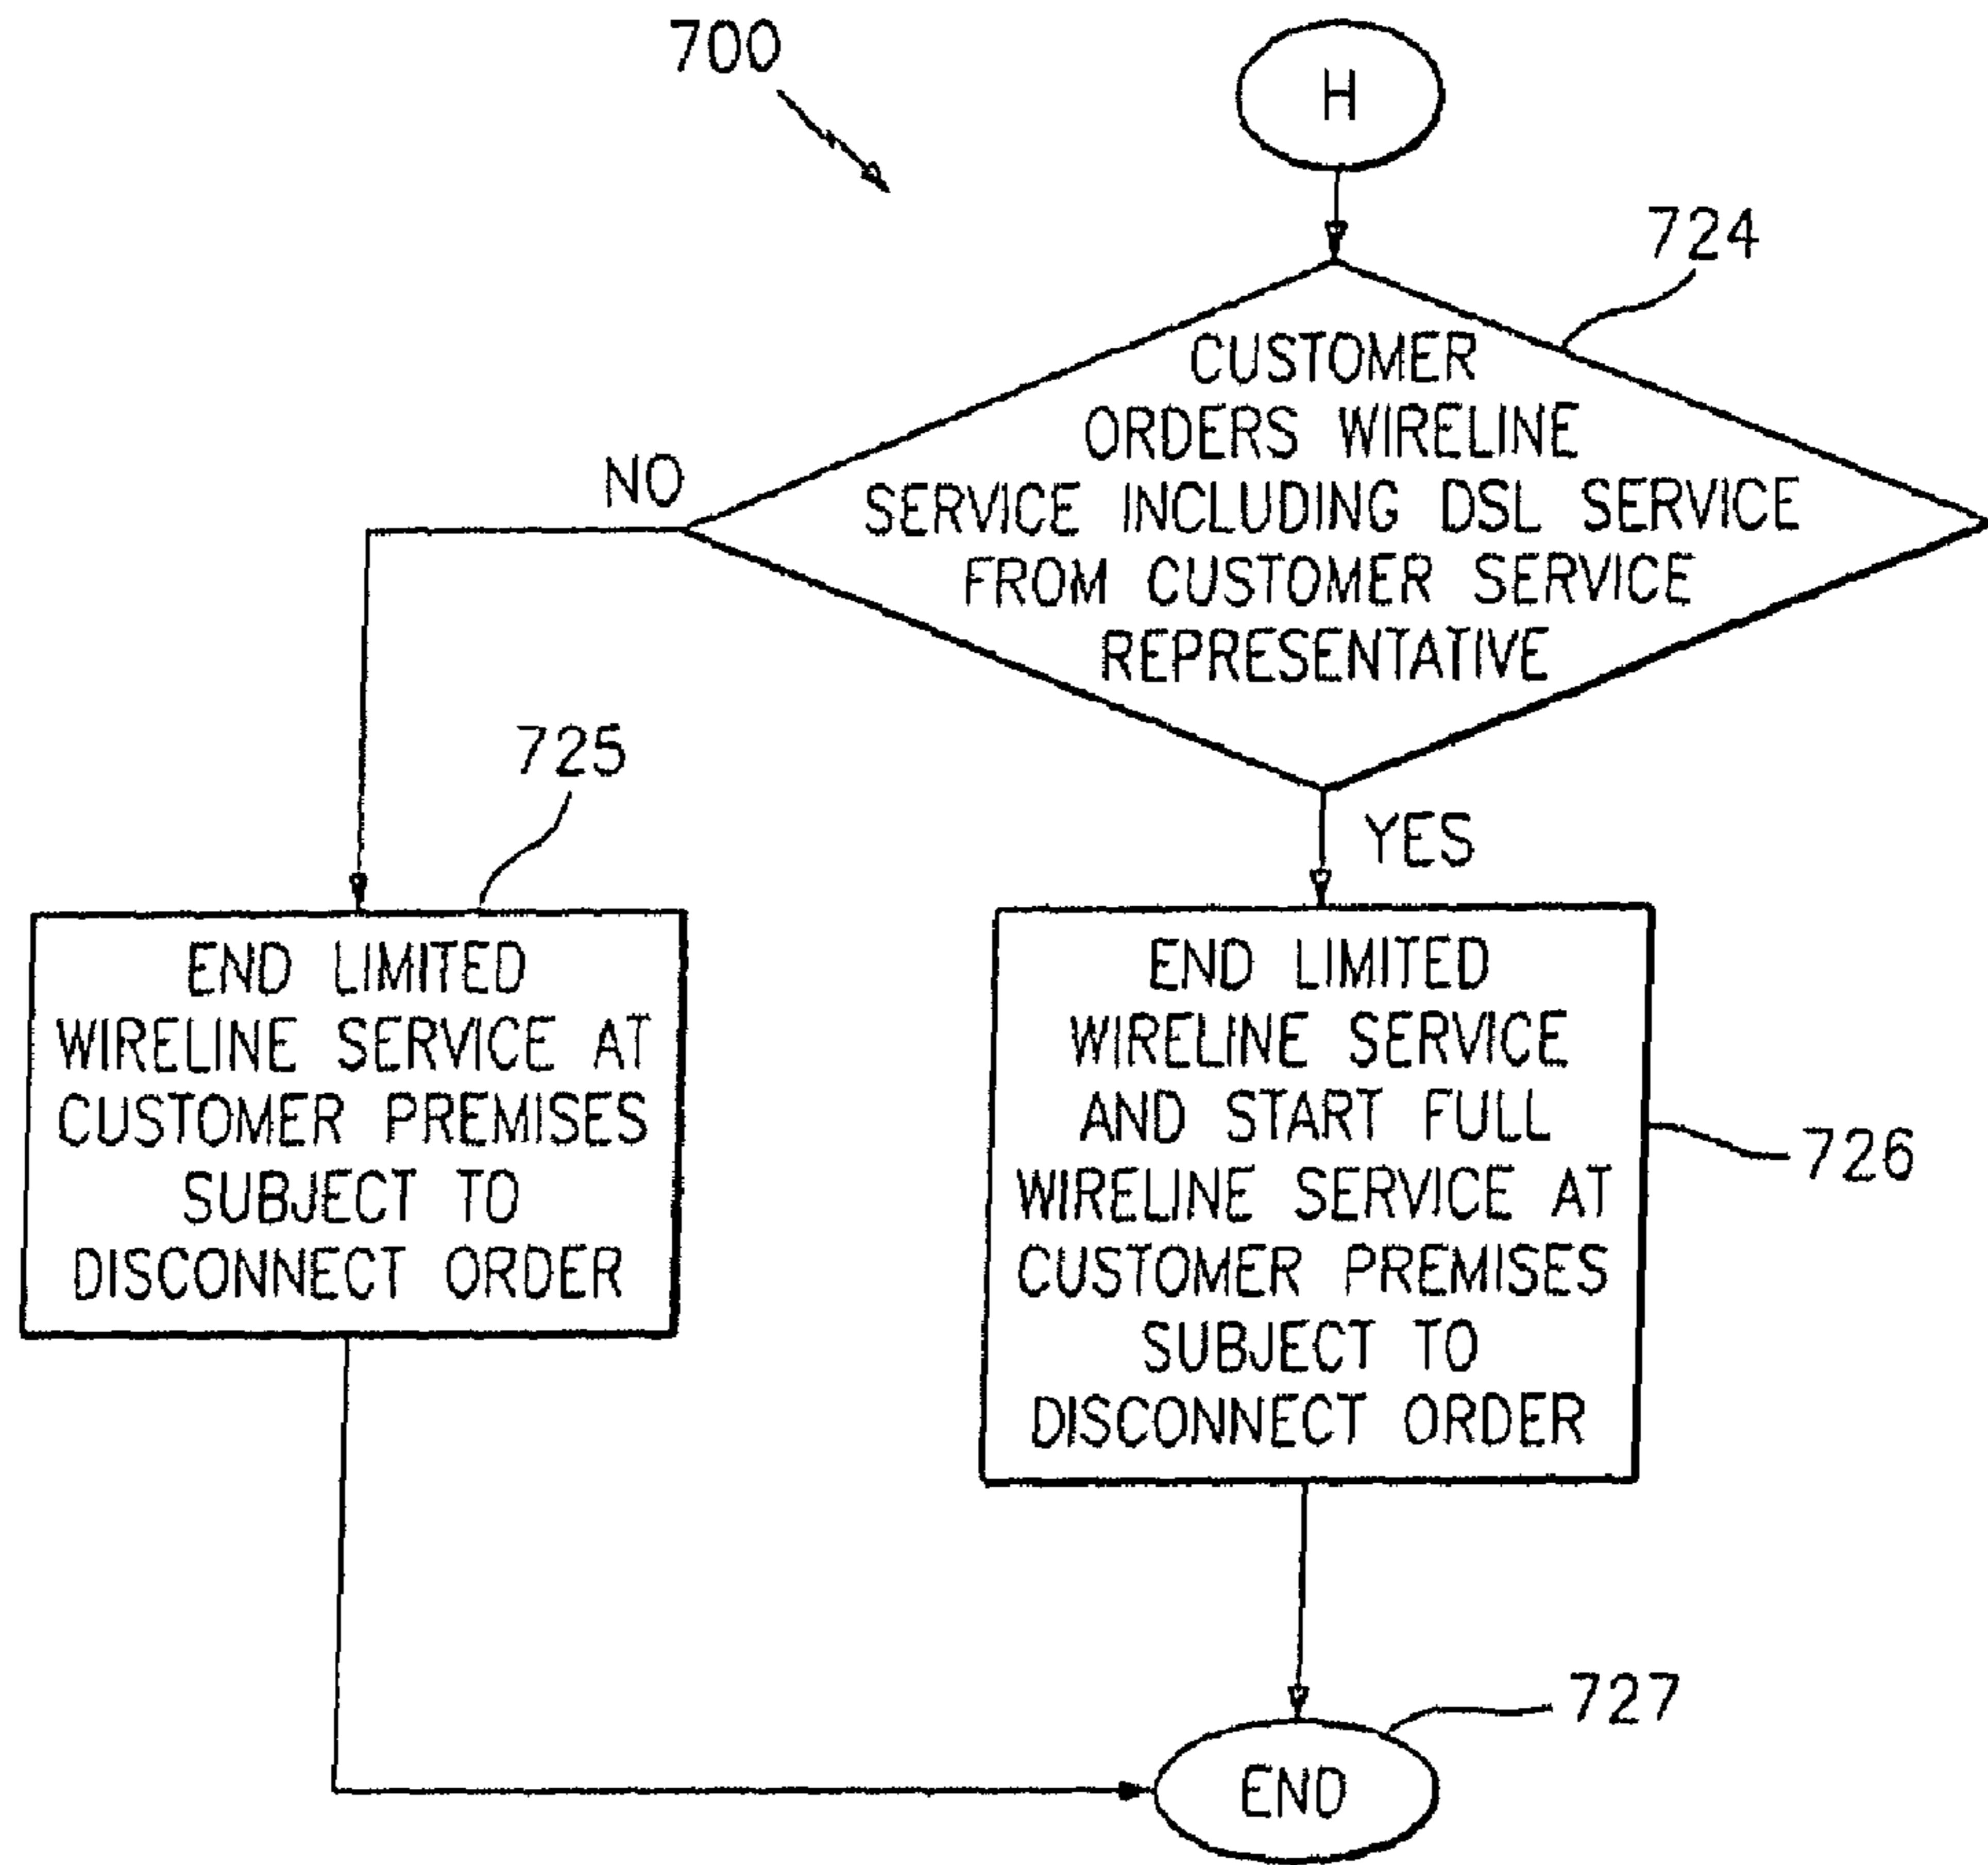 700
H
724
CUSTOMER
ORDERS WIRELINE
SERVICE INCLUDING DSL SERVICE
FROM CUSTOMER SERVICE
REPRESENTATIVE
NO
YES
725
END LIMITED
WIRELINE SERVICE AT
CUSTOMER PREMISES
SUBJECT TO
DISCONNECT ORDER
END LIMITED
WIRELINE SERVICE
AND START FULL
WIRELINE SERVICE AT
CUSTOMER PREMISES
SUBJECT TO
DISCONNECT ORDER
726
727
END